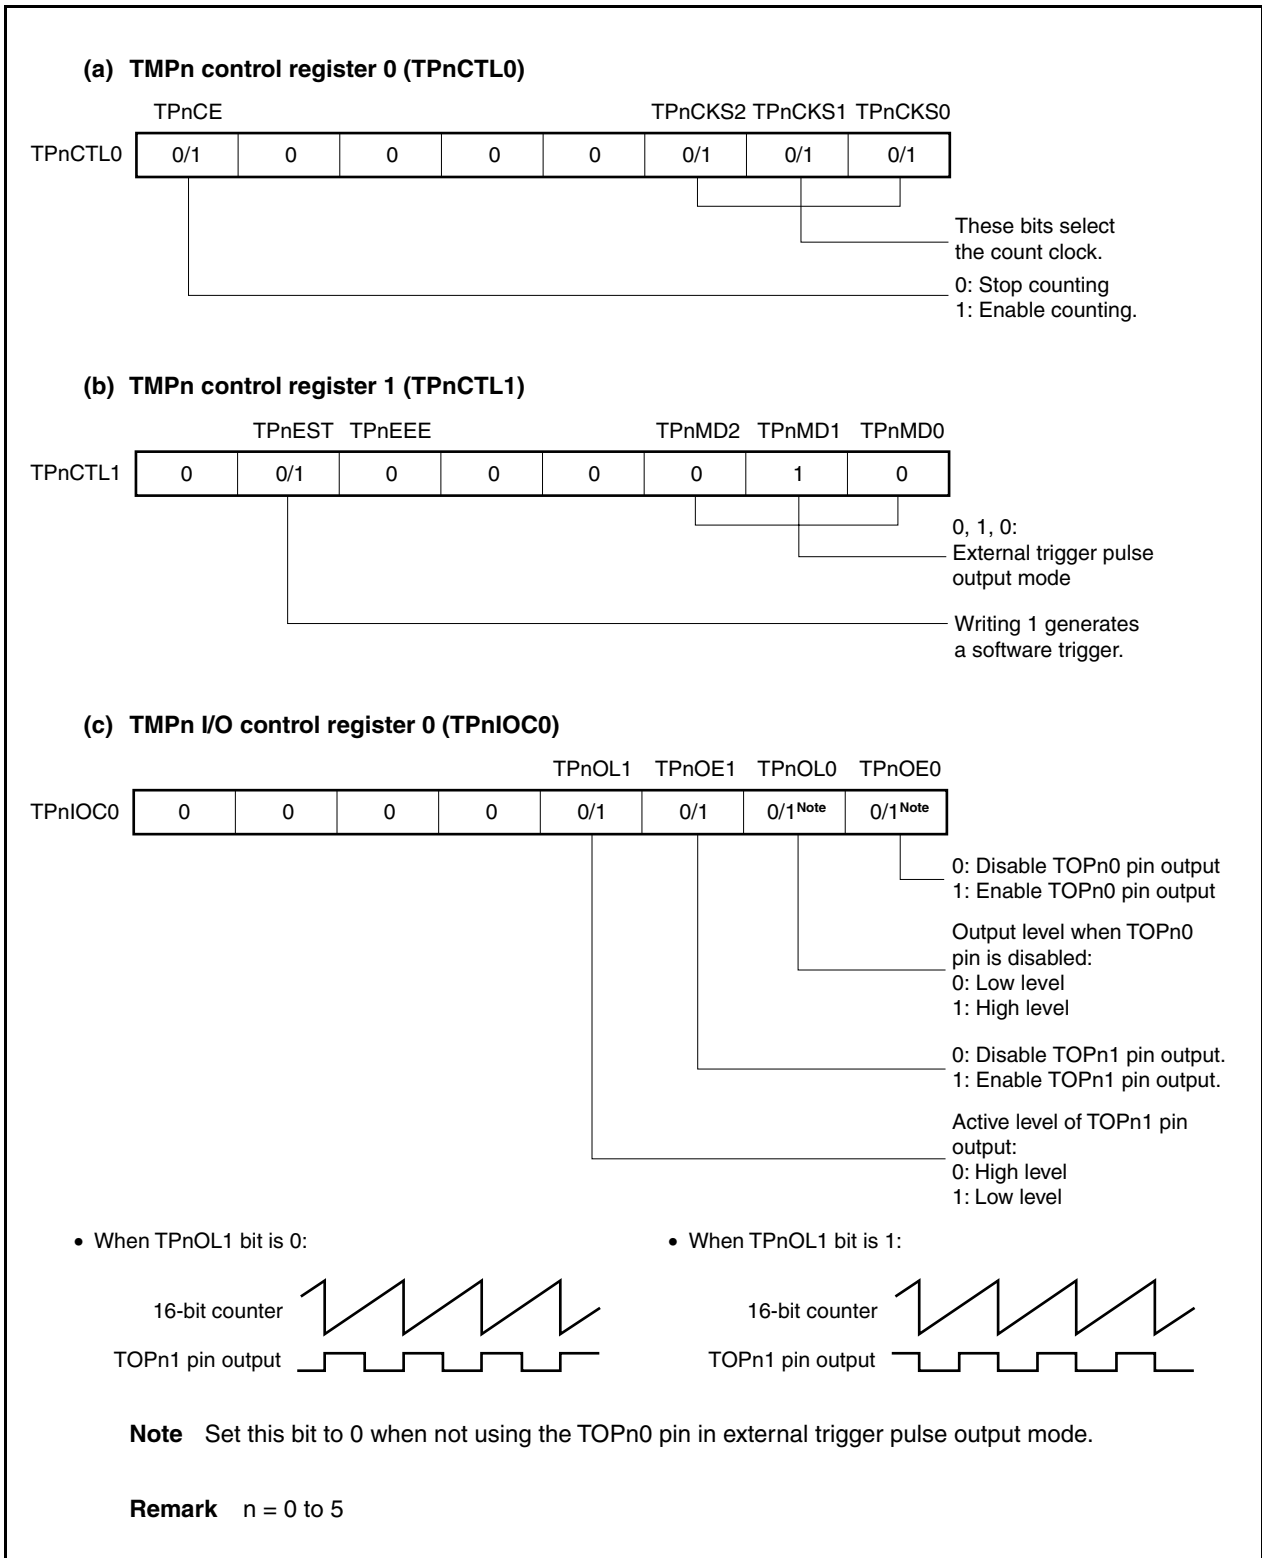 (a) TMPn control register 0 (TPnCTL0)
TPnCE TPnCKS2 TPnCKS1 TPnCKS0
TPnCTL0 0/1 0 0 0 0 0/1 0/1 0/1
These bits select
the count clock.
0: Stop counting
1: Enable counting.
(b) TMPn control register 1 (TPnCTL1)
TPnEST TPnEEE TPnMD2 TPnMD1 TPnMD0
TPnCTL1 0 0/1 0 0 0 0 1 0
0, 1, 0:
External trigger pulse
output mode
Writing 1 generates
a software trigger.
(c) TMPn I/O control register 0 (TPnIOC0)
TPnOL1 TPnOE1 TPnOL0 TPnOE0
TPnIOC0 0 0 0 0 0/1 0/1 0/1Note 0/1Note
0: Disable TOPn0 pin output
1: Enable TOPn0 pin output
Output level when TOPn0
pin is disabled:
0: Low level
1: High level
0: Disable TOPn1 pin output.
1: Enable TOPn1 pin output.
Active level of TOPn1 pin
output:
0: High level
1: Low level
• When TPnOL1 bit is 0:
16-bit counter
TOPn1 pin output
• When TPnOL1 bit is 1:
16-bit counter
TOPn1 pin output
Note Set this bit to 0 when not using the TOPn0 pin in external trigger pulse output mode.
Remark n = 0 to 5